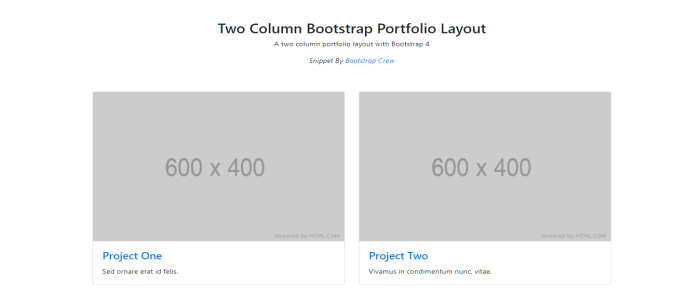 Two Column Bootstrap Portfolio Layout
A two column portfolio layout with Bootstrap 4
Snippet By Bootstrap Crew
600 x 400
Powered by HTML.COM
600 x 400
Powered by HTML.COM
Project One
Sed ornare erat id felis.
Project Two
Vivamus in condimentum nunc, vitae.